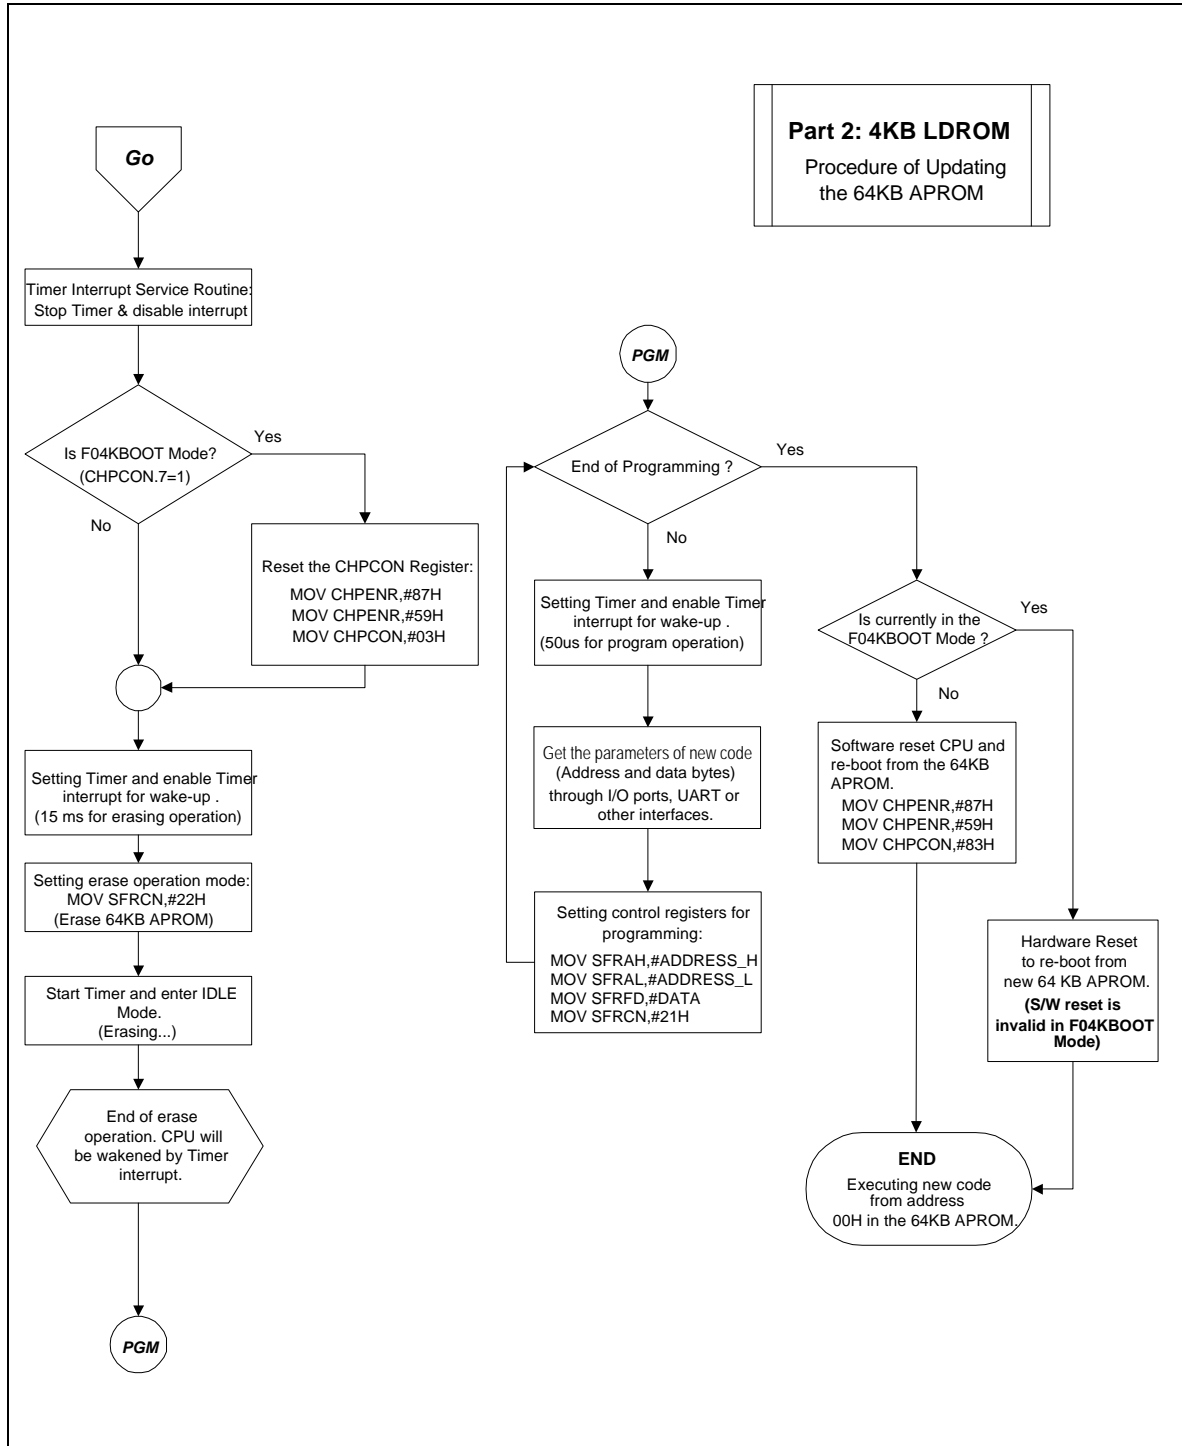 Part 2: 4KB LDROM
Procedure of Updating
the 64KB APROM
Go
Timer Interrupt Service Routine:
Stop Timer & disable interrupt
Is F04KBOOT Mode?
(CHPCON.7=1)
Yes
No
Reset the CHPCON Register:
MOV CHPENR,#87H
MOV CHPENR,#59H
MOV CHPCON,#03H
Setting Timer and enable Timer
interrupt for wake-up .
(15 ms for erasing operation)
Setting erase operation mode:
MOV SFRCN,#22H
(Erase 64KB APROM)
Start Timer and enter IDLE
Mode.
(Erasing...)
End of erase
operation. CPU will
be wakened by Timer
interrupt.
PGM
PGM
End of Programming ?
Yes
No
Setting Timer and enable Timer
interrupt for wake-up .
(50us for program operation)
Get the parameters of new code
(Address and data bytes)
through I/O ports, UART or
other interfaces.
Setting control registers for
programming:
MOV SFRAH,#ADDRESS_H
MOV SFRAL,#ADDRESS_L
MOV SFRFD,#DATA
MOV SFRCN,#21H
Is currently in the
F04KBOOT Mode ?
Yes
No
Software reset CPU and
re-boot from the 64KB
APROM.
MOV CHPENR,#87H
MOV CHPENR,#59H
MOV CHPCON,#83H
Hardware Reset
to re-boot from
new 64 KB APROM.
(S/W reset is
invalid in F04KBOOT
Mode)
END
Executing new code
from address
00H in the 64KB APROM.